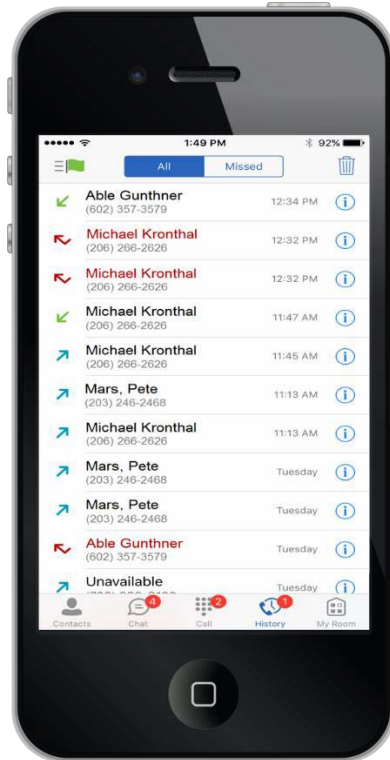 1:49 PM
92%
All
Missed
Able Gunthner
12:34 PM
(602) 357-3579
Michael Kronthal
12:32 PM
(206) 266-2626
Michael Kronthal
12:32 PM
(206) 266-2626
Michael Kronthal
11:47 AM
(206) 266-2626
Michael Kronthal
11:45 AM
(206) 266-2626
Mars, Pete
11:13 AM
(203) 246-2468
Michael Kronthal
11:13 AM
(206) 266-2626
Mars, Pete
Tuesday
(203) 246-2468
Mars, Pete
Tuesday
(203) 246-2468
Able Gunthner
Tuesday
(602) 357-3579
Unavailable
Tuesday
4
2
1
Contacts
Chat
Call
History
My Room